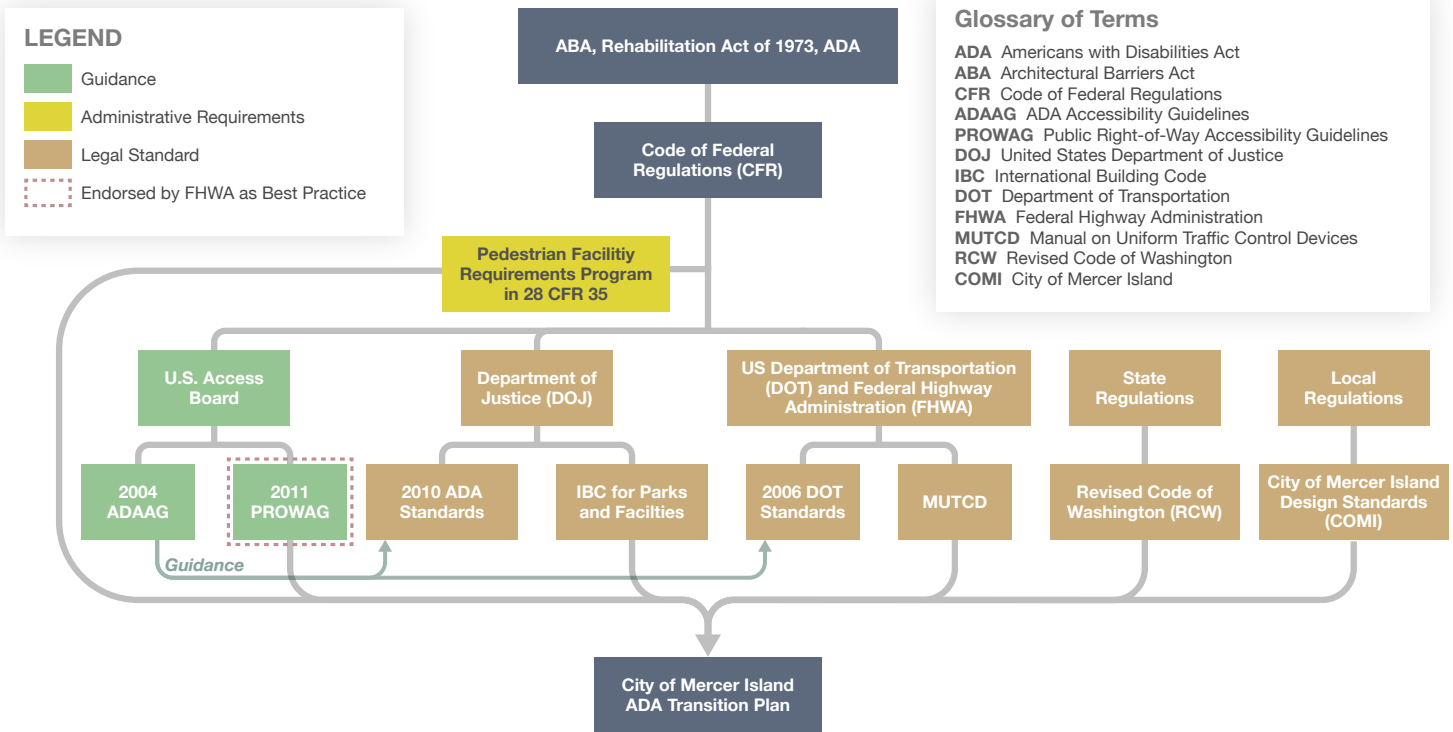 LEGEND
Guidance
Administrative Requirements
Legal Standard
Endorsed by FHWA as Best Practice
ABA, Rehabilitation Act of 1973, ADA
Code of Federal
Regulations (CFR)
Glossary of Terms
ADA Americans with Disabilities Act
ABA Architectural Barriers Act
CFR Code of Federal Regulations
ADAAG ADA Accessibility Guidelines
PROWAG Public Right-of-Way Accessibility Guidelines
DOJ United States Department of Justice
IBC International Building Code
DOT Department of Transportation
FHWA Federal Highway Administration
MUTCD Manual on Uniform Traffic Control Devices
RCW Revised Code of Washington
COMI City of Mercer Island
Pedestrian Facilitiy
Requirements Program
in 28 CFR 35
U.S. Access
Board
Department of
Justice (DOJ)
US Department of Transportation
(DOT) and Federal Highway
Administration (FHWA)
State
Regulations
Local
Regulations
2004
ADAAG
2011
PROWAG
2010 ADA
Standards
IBC for Parks
and Facilties
2006 DOT
Standards
MUTCD
Revised Code of
Washington (RCW)
City of Mercer Island
Design Standards
(COMI)
Guidance
City of Mercer Island
ADA Transition Plan